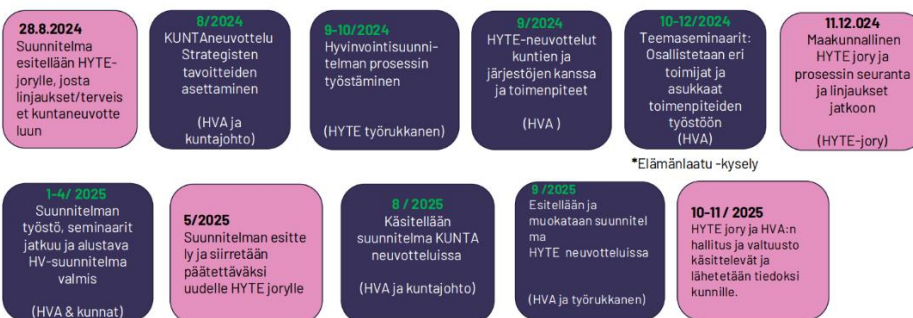 28.8.2024
Suunnitelma
esitellään HYTE-
jorylle, josta
linjaukset/terveis
et kuntaneuvotte
luun
8/2024
KUNTAneuvottelu
Strategisten
tavoitteiden
asettaminen
(HVA ja
kuntajohto)
9-10/2024
Hyvinvointisuunni-
telman prosessin
työstäminen
(HYTE työrukkanen)
9/2024
HYTE-neuvottelut
kuntien ja
järjestöjen kanssa
ja toimenpiteet
(HVA )
10-12/2024
Teemaseminaarit:
Osallistetaan eri
toimijat ja
asukkaat
toimenpiteiden
työstöön
(HVA)
11.12.024
Maakunnallinen
HYTE jory ja
prosessin seuranta
ja linjaukset
jatkoon
(HYTE-jory)
*Elämänlaatu -kysely
1-4/ 2025
Suunnitelman
työstö, seminaarit
jatkuu ja alustava
HV-suunnitelma
valmis
(HVA & kunnat)
5/2025
Suunnitelman esitte
ly ja siirretään
päätettäväksi
uudelle HYTE jorylle
8 / 2025
Käsitellään
suunnitelma KUNTA
neuvotteluissa
(HVA ja kuntajohto)
9 /2025
Esitellään ja
muokataan suunnitel
ma
HYTE neuvotteluissa
(HVA ja työrukkanen)
10-11 / 2025
HYTE jory ja HVA:n
hallitus ja valtuusto
käsittelevät ja
lähetetään tiedoksi
kunnille.